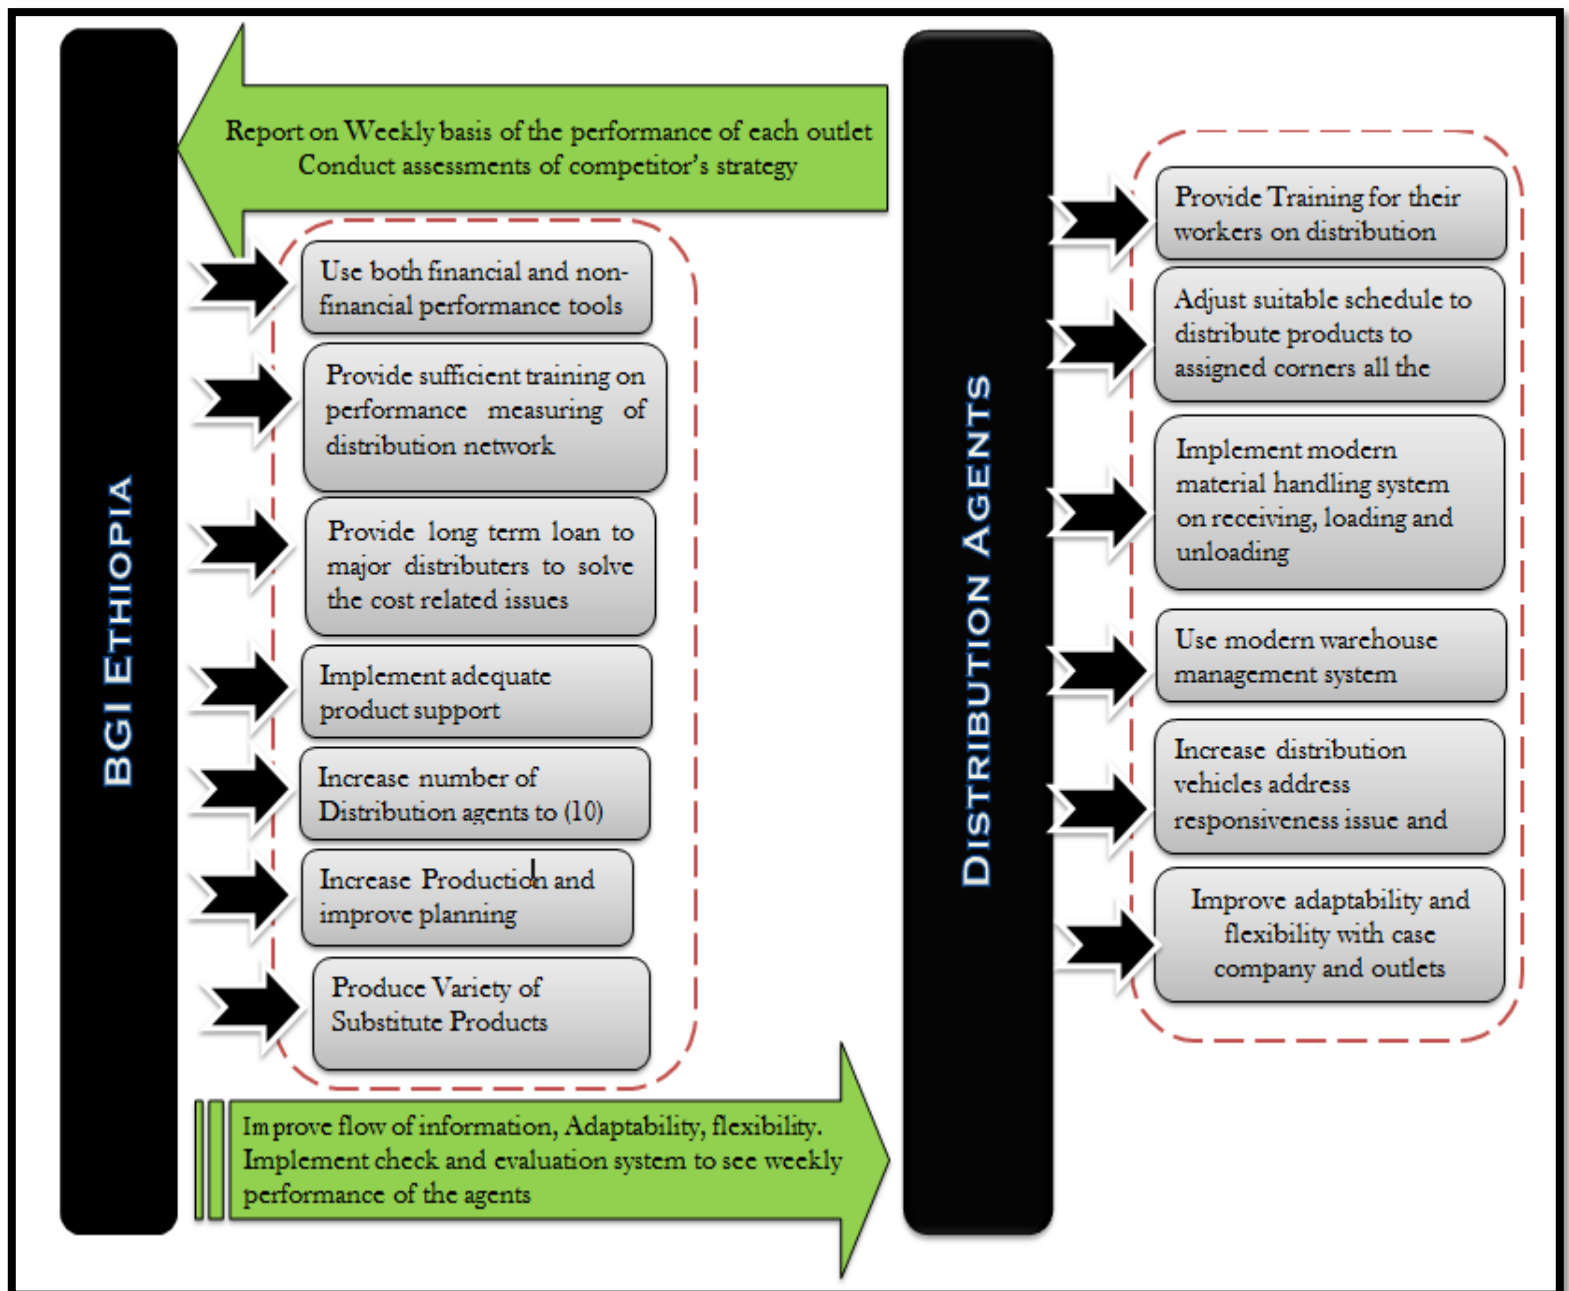 BGI ETHIOPIA
Report on Weekly basis of the performance of each outlet
Conduct assessments of competitor's strategy
Use both financial and non-
financial performance tools
Provide sufficient training on
performance measuring of
distribution network
Provide long term loan to
major distributers to solve
the cost related issues
Implement adequate
product support
Increase number of
Distribution agents to (10)
Increase Production and
improve planning
Produce Variety of
Substitute Products
Improve flow of information, Adaptability, flexibility.
Implement check and evaluation system to see weekly
performance of the agents
DISTRIBUTION AGENTS
Provide Training for their
workers on distribution
Adjust suitable schedule to
distribute products to
assigned corners all the
Implement modern
material handling system
on receiving, loading and
unloading
Use modern warehouse
management system
Increase distribution
vehicles address
responsiveness issue and
Improve adaptability and
flexibility with case
company and outlets